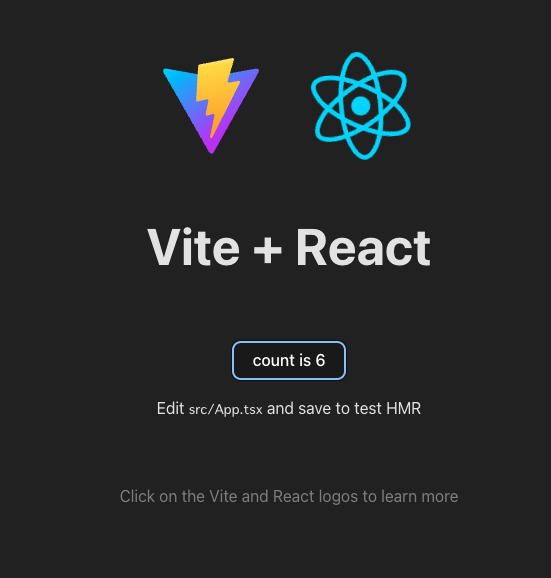 Vite + React
count is 6
Edit src/App.tsx and save to test HMR
Click on the Vite and React logos to learn more